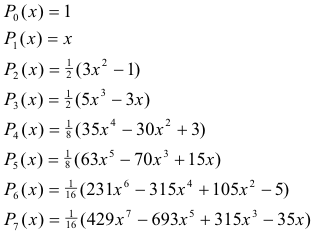 P₀(x) = 1
P₁(x) = x
P₂(x) = ½(3x² − 1)
P₃(x) = ½(5x³ − 3x)
P₄(x) = ⅛(35x⁴ − 30x² + 3)
P₅(x) = ⅛(63x⁵ − 70x³ + 15x)
P₆(x) = 1/16(231x⁶ − 315x⁴ + 105x² − 5)
P₇(x) = 1/16(429x⁷ − 693x⁵ + 315x³ − 35x)